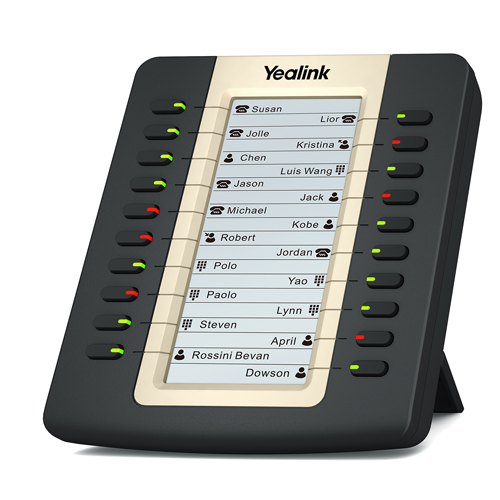 Yealink
Susan
Lior
Jolle
Kristina
Chen
Luis Wang
Jason
Jack
Michael
Kobe
Robert
Jordan
Polo
Yao
Paolo
Lynn
Steven
April
Rossini Bevan
Dowson